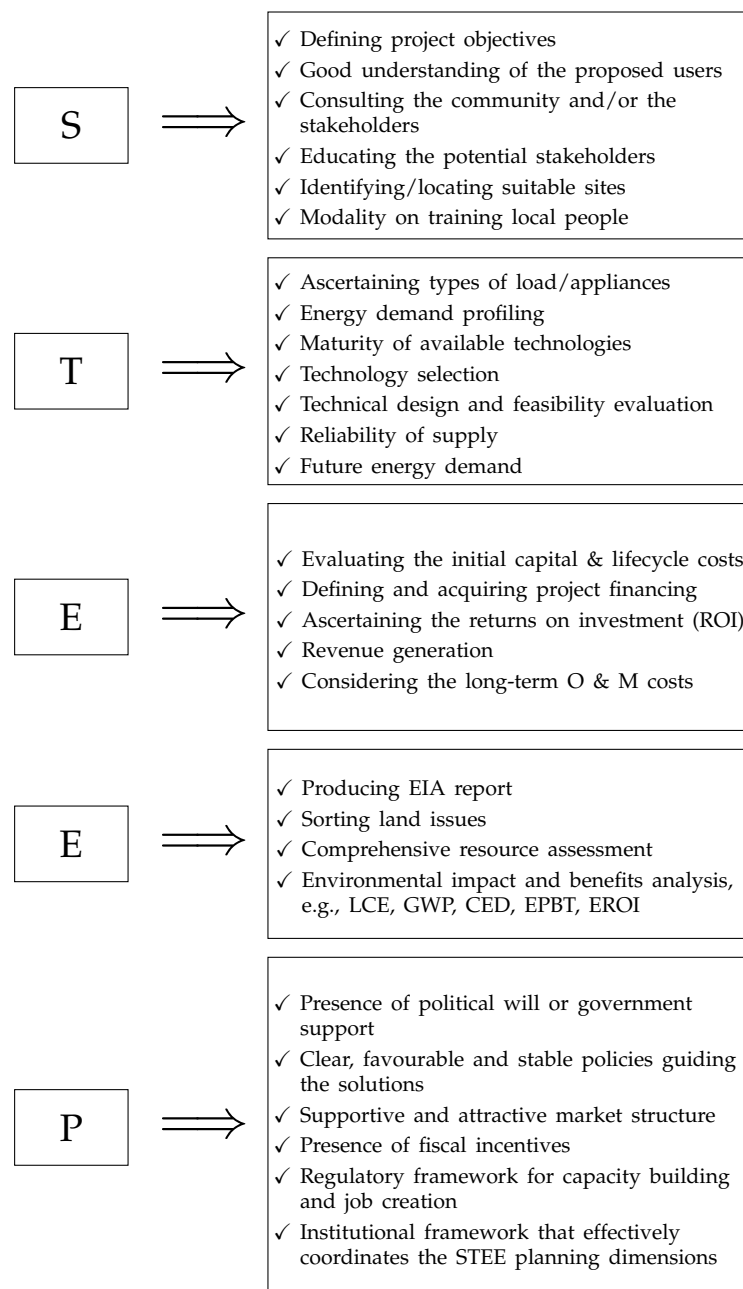 S
✓ Defining project objectives
✓ Good understanding of the proposed users
✓ Consulting the community and/or the
stakeholders
✓ Educating the potential stakeholders
✓ Identifying/locating suitable sites
✓ Modality on training local people
T
✓ Ascertaining types of load/appliances
✓ Energy demand profiling
✓ Maturity of available technologies
✓ Technology selection
✓ Technical design and feasibility evaluation
✓ Reliability of supply
✓ Future energy demand
E
✓ Evaluating the initial capital & lifecycle costs
✓ Defining and acquiring project financing
✓ Ascertaining the returns on investment (ROI)
✓ Revenue generation
✓ Considering the long-term O & M costs
E
✓ Producing EIA report
✓ Sorting land issues
✓ Comprehensive resource assessment
✓ Environmental impact and benefits analysis,
e.g., LCE, GWP, CED, EPBT, EROI
P
✓ Presence of political will or government
support
✓ Clear, favourable and stable policies guiding
the solutions
✓ Supportive and attractive market structure
✓ Presence of fiscal incentives
✓ Regulatory framework for capacity building
and job creation
✓ Institutional framework that effectively
coordinates the STEE planning dimensions